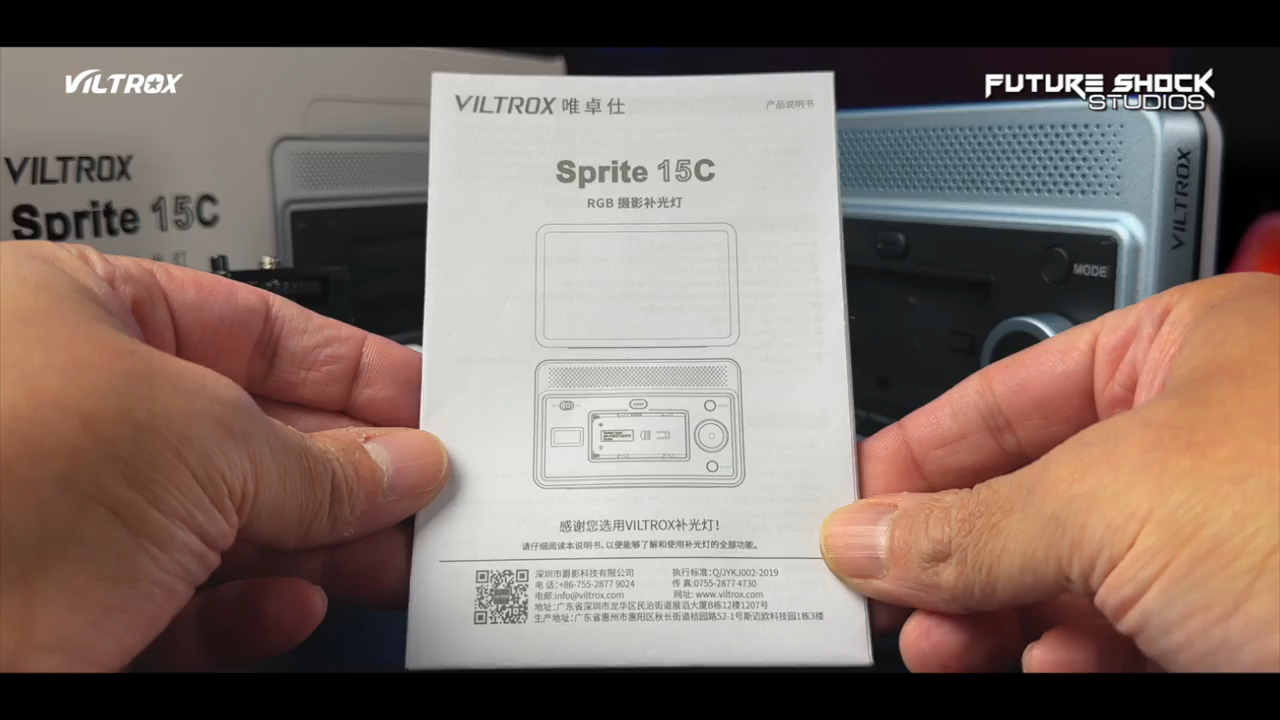 VILTROX
FUTURE SHOCK
STUDIOS
VILTROX
Sprite 15C
光灯
VILTROX 唯卓仕
产品说明书
Sprite 15C
RGB 摄影补光灯
感谢您选用VILTROX补光灯！
请仔细阅读本说明书，以便能够了解和使用补光灯的全部功能。
深圳市爵影科技有限公司
电 话：+86-755-2877 9024
电邮:info@viltrox.com
地址：广东省深圳市龙华区民治街道展滔大厦B栋12楼1207号
生产地址：广东省惠州市惠阳区秋长街道桔园路52-1号斯迈欧科技园1栋3楼
执行标准：Q/JYKJ002-2019
传 真:0755-2877 4730
网址: www.viltrox.com
VILTROX
MODE